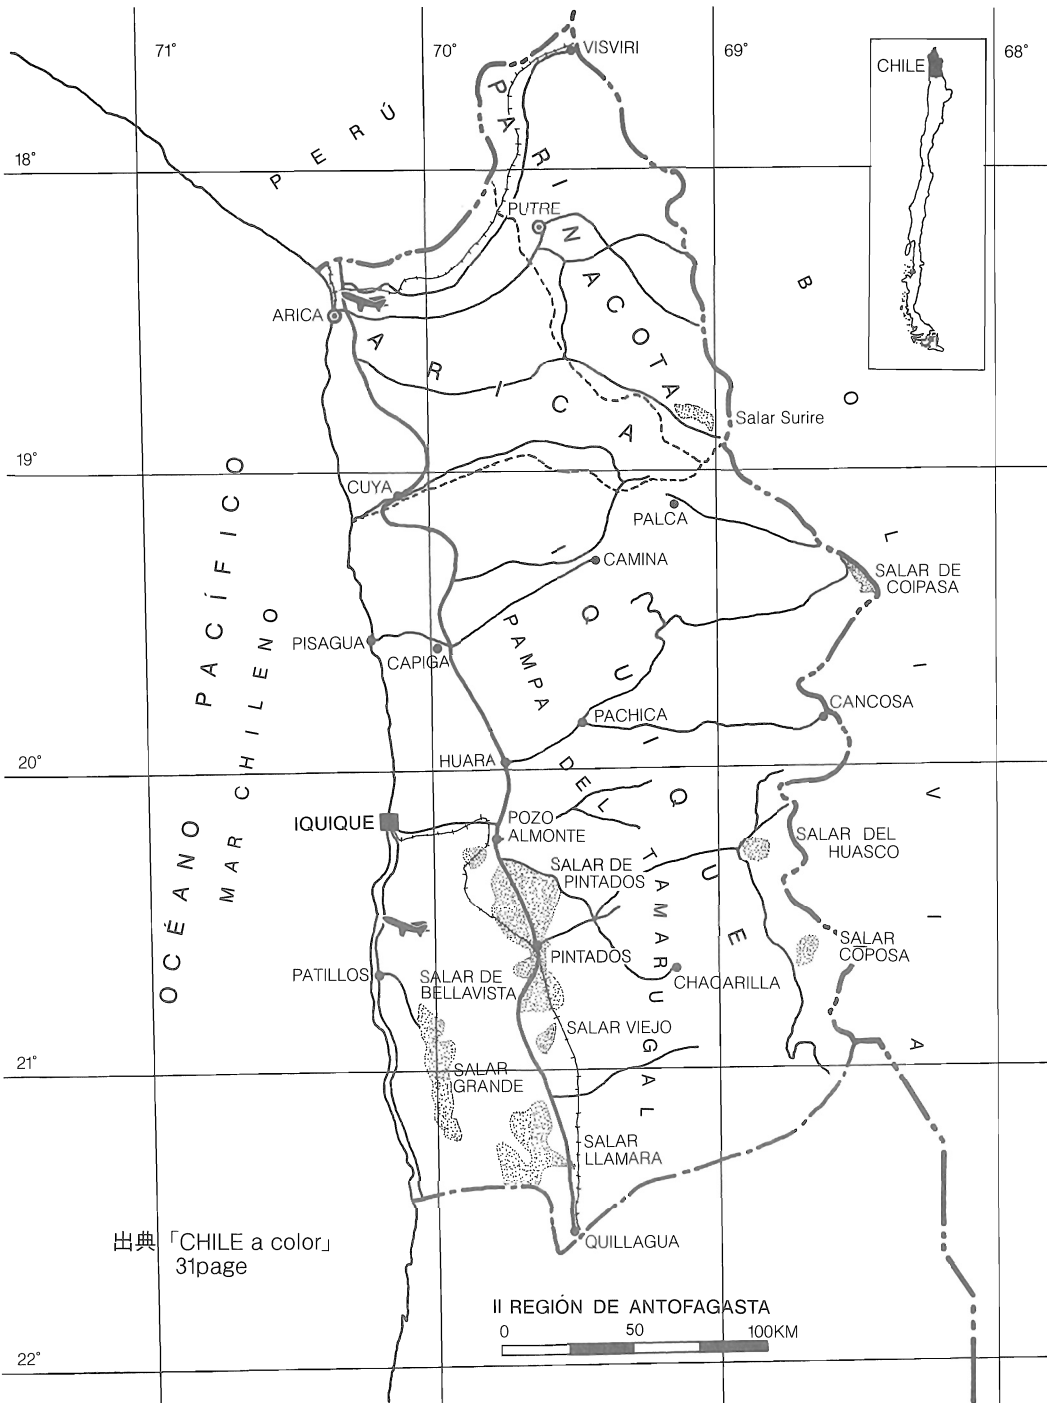 71°
70°
69°
68°
VISVIRI
CHILE
PERÚ
PARINACOTA
18°
PUTRE
BOLIVIA
ARICA
ARICA
Salar Surire
19°
CUYA
PALCA
CAMINA
SALAR DE
COIPASA
IQUIQUE
PISAGUA
CAPIGA
PAMPA
DEL
TAMARUGAL
PACHICA
CANCOSA
HUARA
20°
OCÉANO PACÍFICO
MAR CHILENO
IQUIQUE
POZO
ALMONTE
SALAR DEL
HUASCO
SALAR DE
PINTADOS
SALAR
COPOSA
PINTADOS
PATILLOS
SALAR DE
BELLAVISTA
CHACARILLA
SALAR VIEJO
21°
SALAR
GRANDE
SALAR
LLAMARA
QUILLAGUA
出典「CHILE a color」
31page
II REGIÓN DE ANTOFAGASTA
0 50 100KM
22°